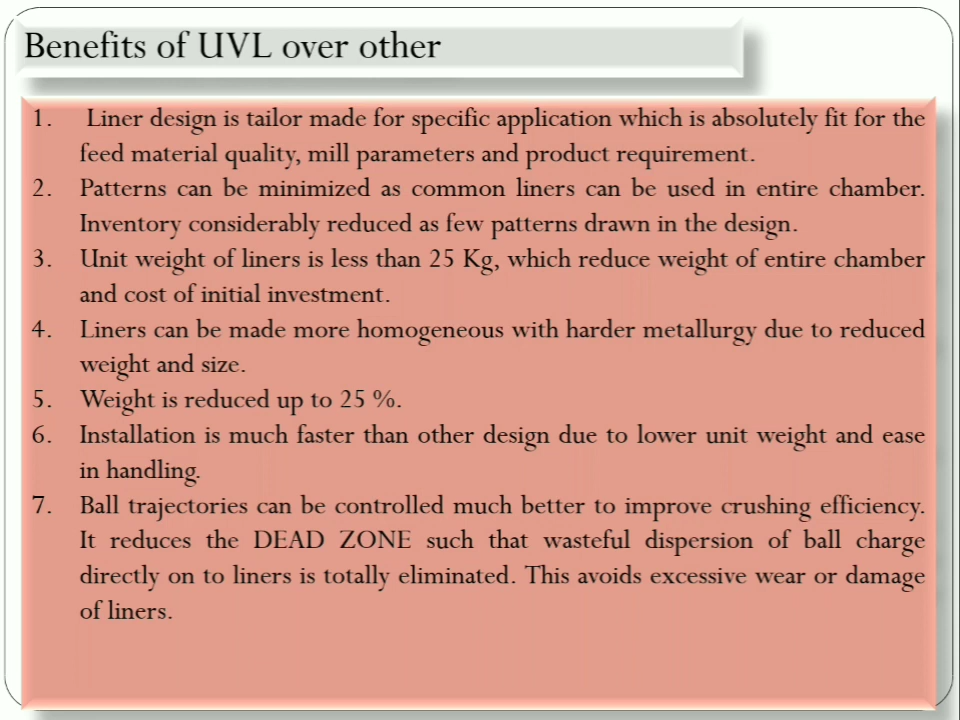 Benefits of UVL over other
1. Liner design is tailor made for specific application which is absolutely fit for the
feed material quality, mill parameters and product requirement.
2. Patterns can be minimized as common liners can be used in entire chamber.
Inventory considerably reduced as few patterns drawn in the design.
3. Unit weight of liners is less than 25 Kg, which reduce weight of entire chamber
and cost of initial investment.
4. Liners can be made more homogeneous with harder metallurgy due to reduced
weight and size.
5. Weight is reduced up to 25 %.
6. Installation is much faster than other design due to lower unit weight and ease
in handling.
7. Ball trajectories can be controlled much better to improve crushing efficiency.
It reduces the DEAD ZONE such that wasteful dispersion of ball charge
directly on to liners is totally eliminated. This avoids excessive wear or damage
of liners.